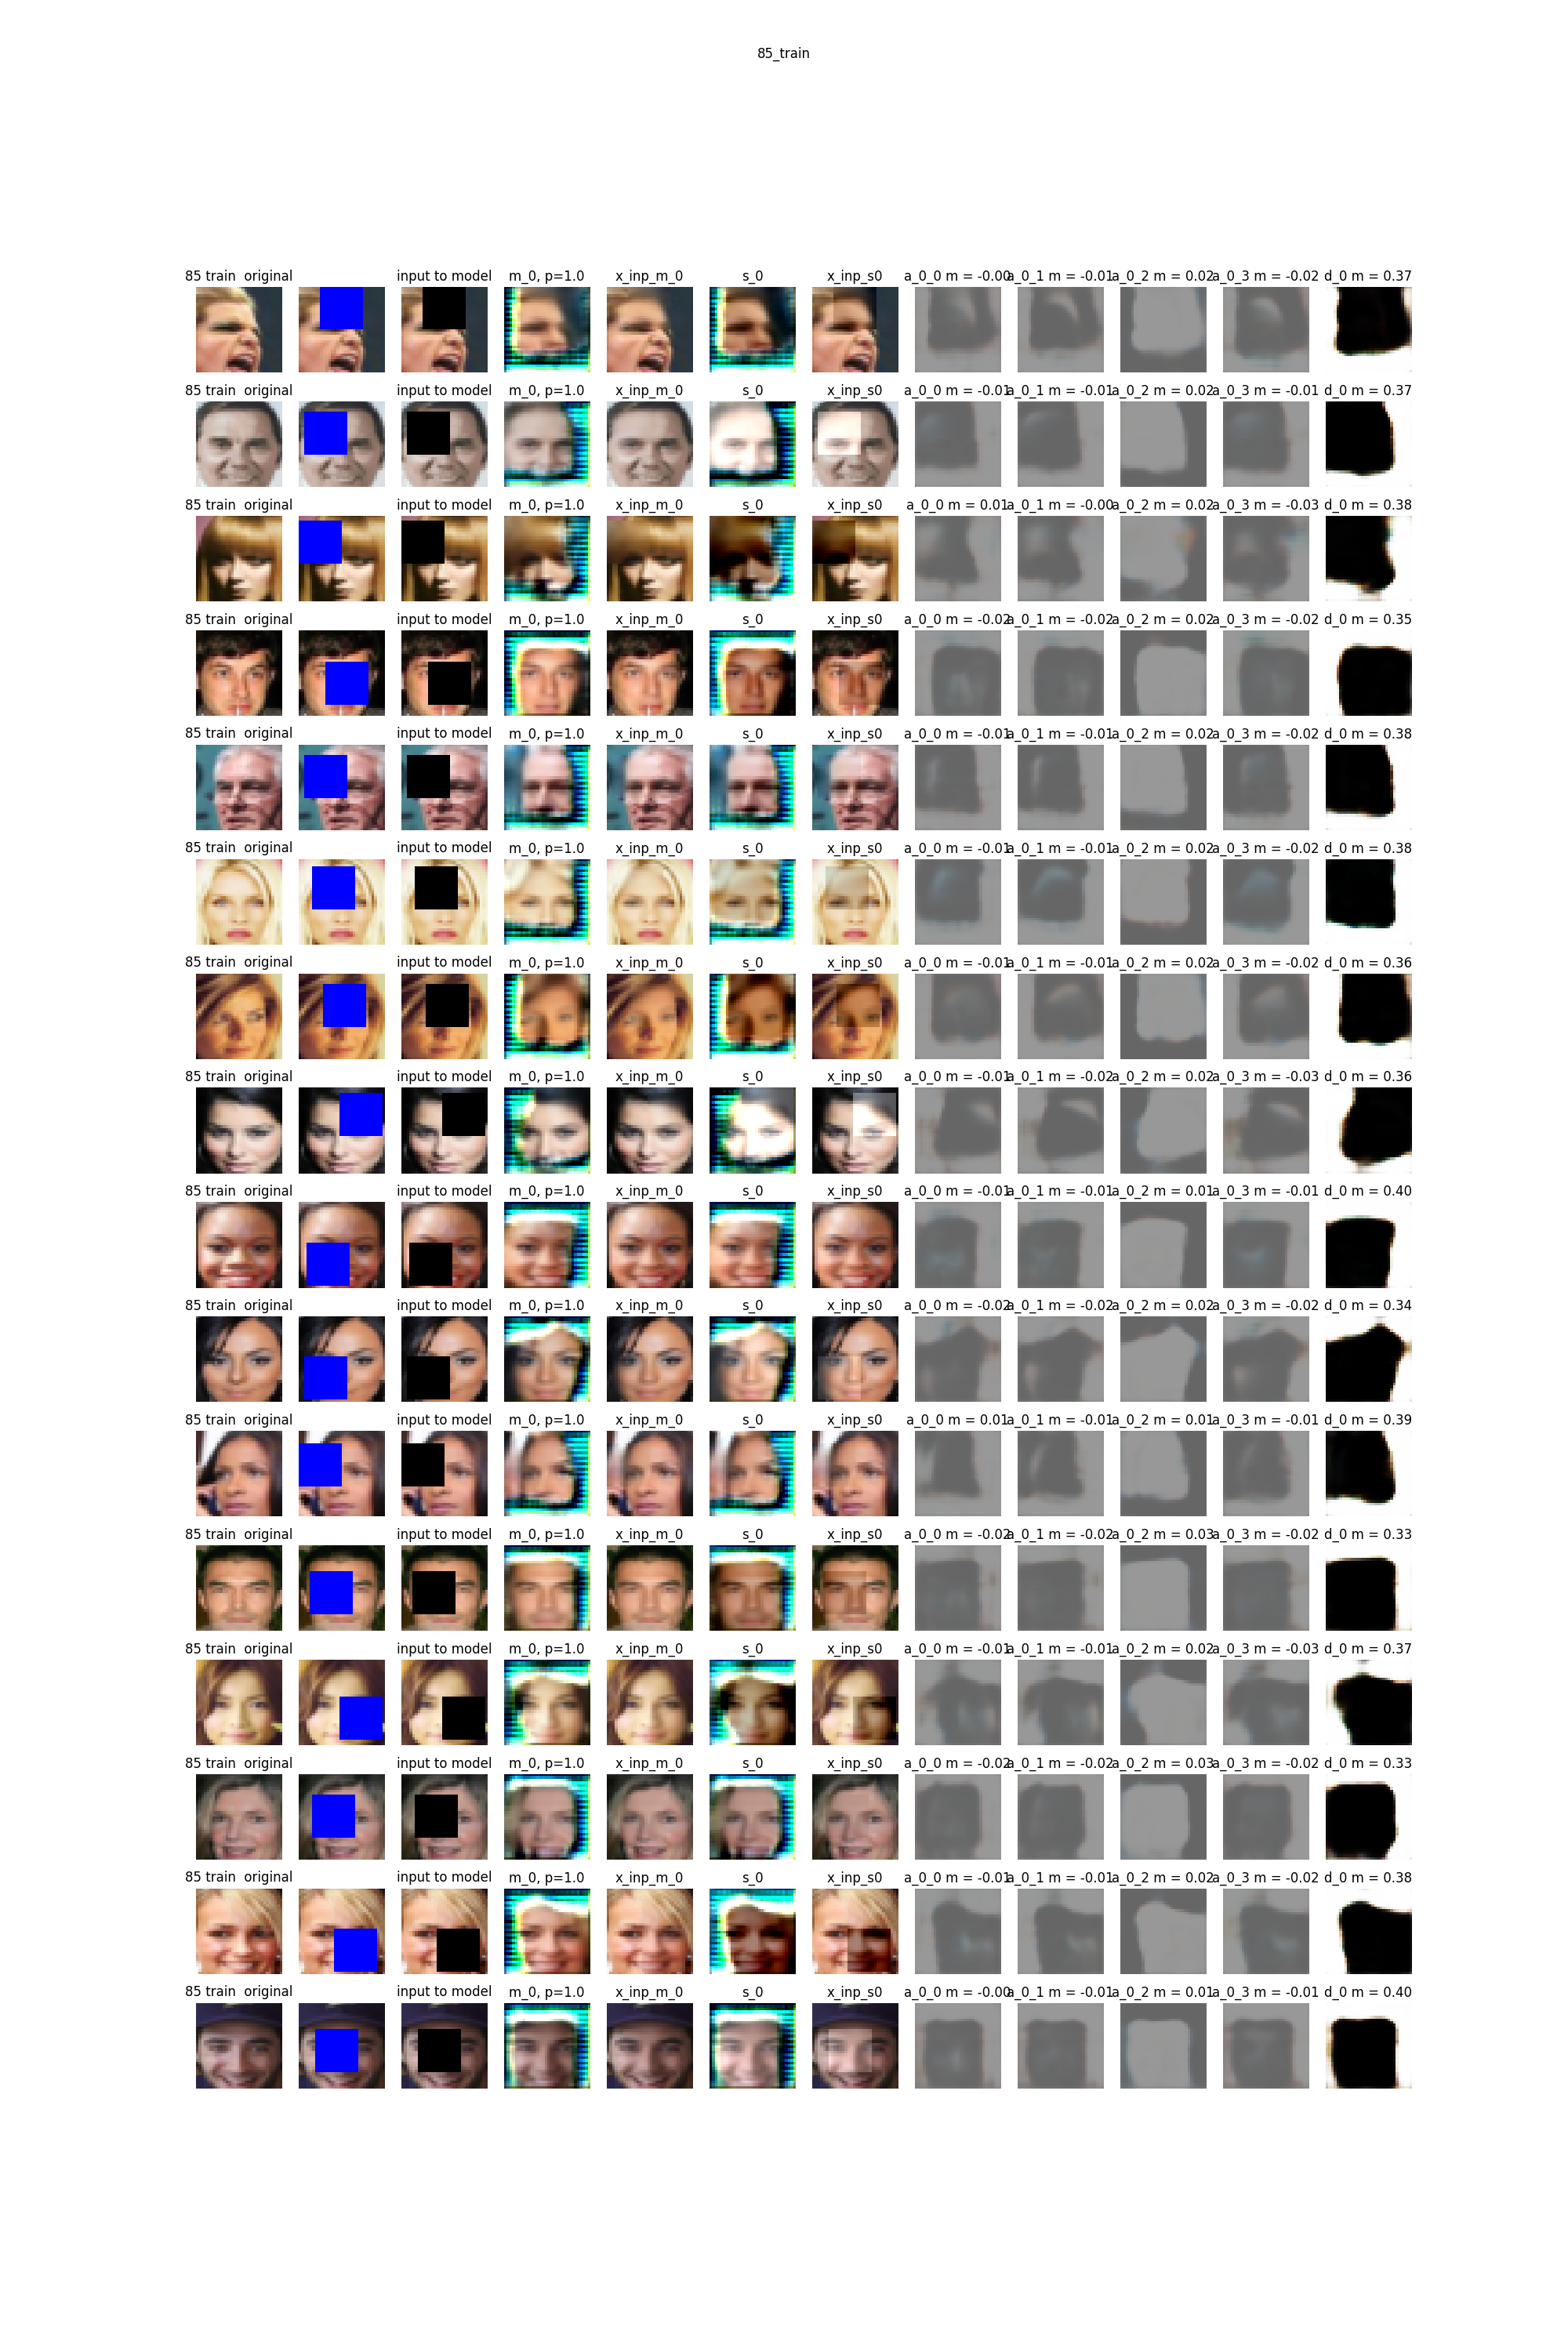 85_train
85 train  original input to model m_0, p=1.0 x_inp_m_0 s_0 x_inp_s0 a_0_0 m = -0.00 a_0_1 m = -0.01 a_0_2 m = 0.02 a_0_3 m = -0.02 d_0 m = 0.37
85 train  original input to model m_0, p=1.0 x_inp_m_0 s_0 x_inp_s0 a_0_0 m = -0.01 a_0_1 m = -0.01 a_0_2 m = 0.02 a_0_3 m = -0.01 d_0 m = 0.37
85 train  original input to model m_0, p=1.0 x_inp_m_0 s_0 x_inp_s0 a_0_0 m = 0.01 a_0_1 m = -0.00 a_0_2 m = 0.02 a_0_3 m = -0.03 d_0 m = 0.38
85 train  original input to model m_0, p=1.0 x_inp_m_0 s_0 x_inp_s0 a_0_0 m = -0.02 a_0_1 m = -0.02 a_0_2 m = 0.02 a_0_3 m = -0.02 d_0 m = 0.35
85 train  original input to model m_0, p=1.0 x_inp_m_0 s_0 x_inp_s0 a_0_0 m = -0.01 a_0_1 m = -0.01 a_0_2 m = 0.02 a_0_3 m = -0.02 d_0 m = 0.38
85 train  original input to model m_0, p=1.0 x_inp_m_0 s_0 x_inp_s0 a_0_0 m = -0.01 a_0_1 m = -0.01 a_0_2 m = 0.02 a_0_3 m = -0.02 d_0 m = 0.38
85 train  original input to model m_0, p=1.0 x_inp_m_0 s_0 x_inp_s0 a_0_0 m = -0.01 a_0_1 m = -0.01 a_0_2 m = 0.02 a_0_3 m = -0.02 d_0 m = 0.36
85 train  original input to model m_0, p=1.0 x_inp_m_0 s_0 x_inp_s0 a_0_0 m = -0.01 a_0_1 m = -0.02 a_0_2 m = 0.02 a_0_3 m = -0.03 d_0 m = 0.36
85 train  original input to model m_0, p=1.0 x_inp_m_0 s_0 x_inp_s0 a_0_0 m = -0.01 a_0_1 m = -0.01 a_0_2 m = 0.01 a_0_3 m = -0.01 d_0 m = 0.40
85 train  original input to model m_0, p=1.0 x_inp_m_0 s_0 x_inp_s0 a_0_0 m = -0.02 a_0_1 m = -0.02 a_0_2 m = 0.02 a_0_3 m = -0.02 d_0 m = 0.34
85 train  original input to model m_0, p=1.0 x_inp_m_0 s_0 x_inp_s0 a_0_0 m = 0.01 a_0_1 m = -0.01 a_0_2 m = 0.01 a_0_3 m = -0.01 d_0 m = 0.39
85 train  original input to model m_0, p=1.0 x_inp_m_0 s_0 x_inp_s0 a_0_0 m = -0.02 a_0_1 m = -0.02 a_0_2 m = 0.03 a_0_3 m = -0.02 d_0 m = 0.33
85 train  original input to model m_0, p=1.0 x_inp_m_0 s_0 x_inp_s0 a_0_0 m = -0.01 a_0_1 m = -0.01 a_0_2 m = 0.02 a_0_3 m = -0.03 d_0 m = 0.37
85 train  original input to model m_0, p=1.0 x_inp_m_0 s_0 x_inp_s0 a_0_0 m = -0.02 a_0_1 m = -0.02 a_0_2 m = 0.03 a_0_3 m = -0.02 d_0 m = 0.33
85 train  original input to model m_0, p=1.0 x_inp_m_0 s_0 x_inp_s0 a_0_0 m = -0.01 a_0_1 m = -0.01 a_0_2 m = 0.02 a_0_3 m = -0.02 d_0 m = 0.38
85 train  original input to model m_0, p=1.0 x_inp_m_0 s_0 x_inp_s0 a_0_0 m = -0.00 a_0_1 m = -0.01 a_0_2 m = 0.01 a_0_3 m = -0.01 d_0 m = 0.40